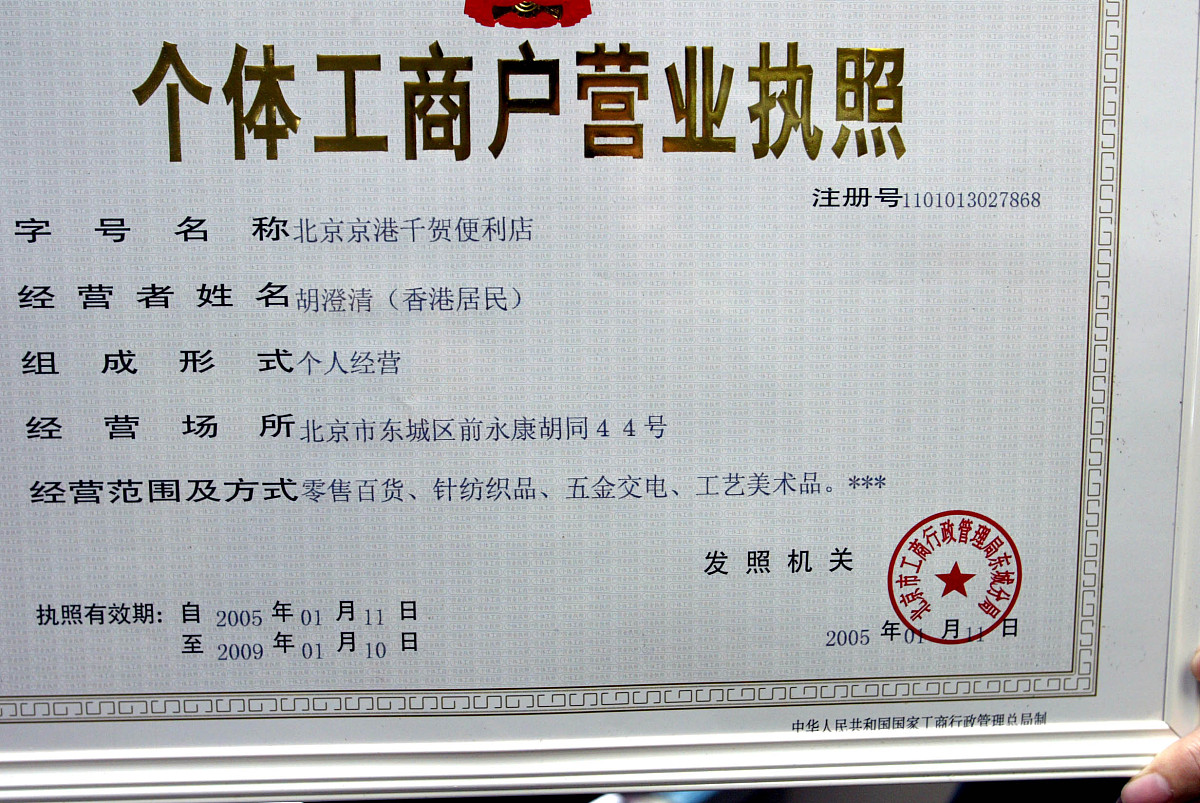 个体工商户营业执照
注册号1101013027868
字号名称北京京港千贺便利店
经营者姓名胡澄清（香港居民）
组成形式个人经营
经营场所北京市东城区前永康胡同44号
经营范围及方式零售百货、针纺织品、五金交电、工艺美术品。***
发照机关
北京市工商行政管理局东城分局
执照有效期：自2005年01月11日
至2009年01月10日
2005年01月11日
中华人民共和国国家工商行政管理总局制